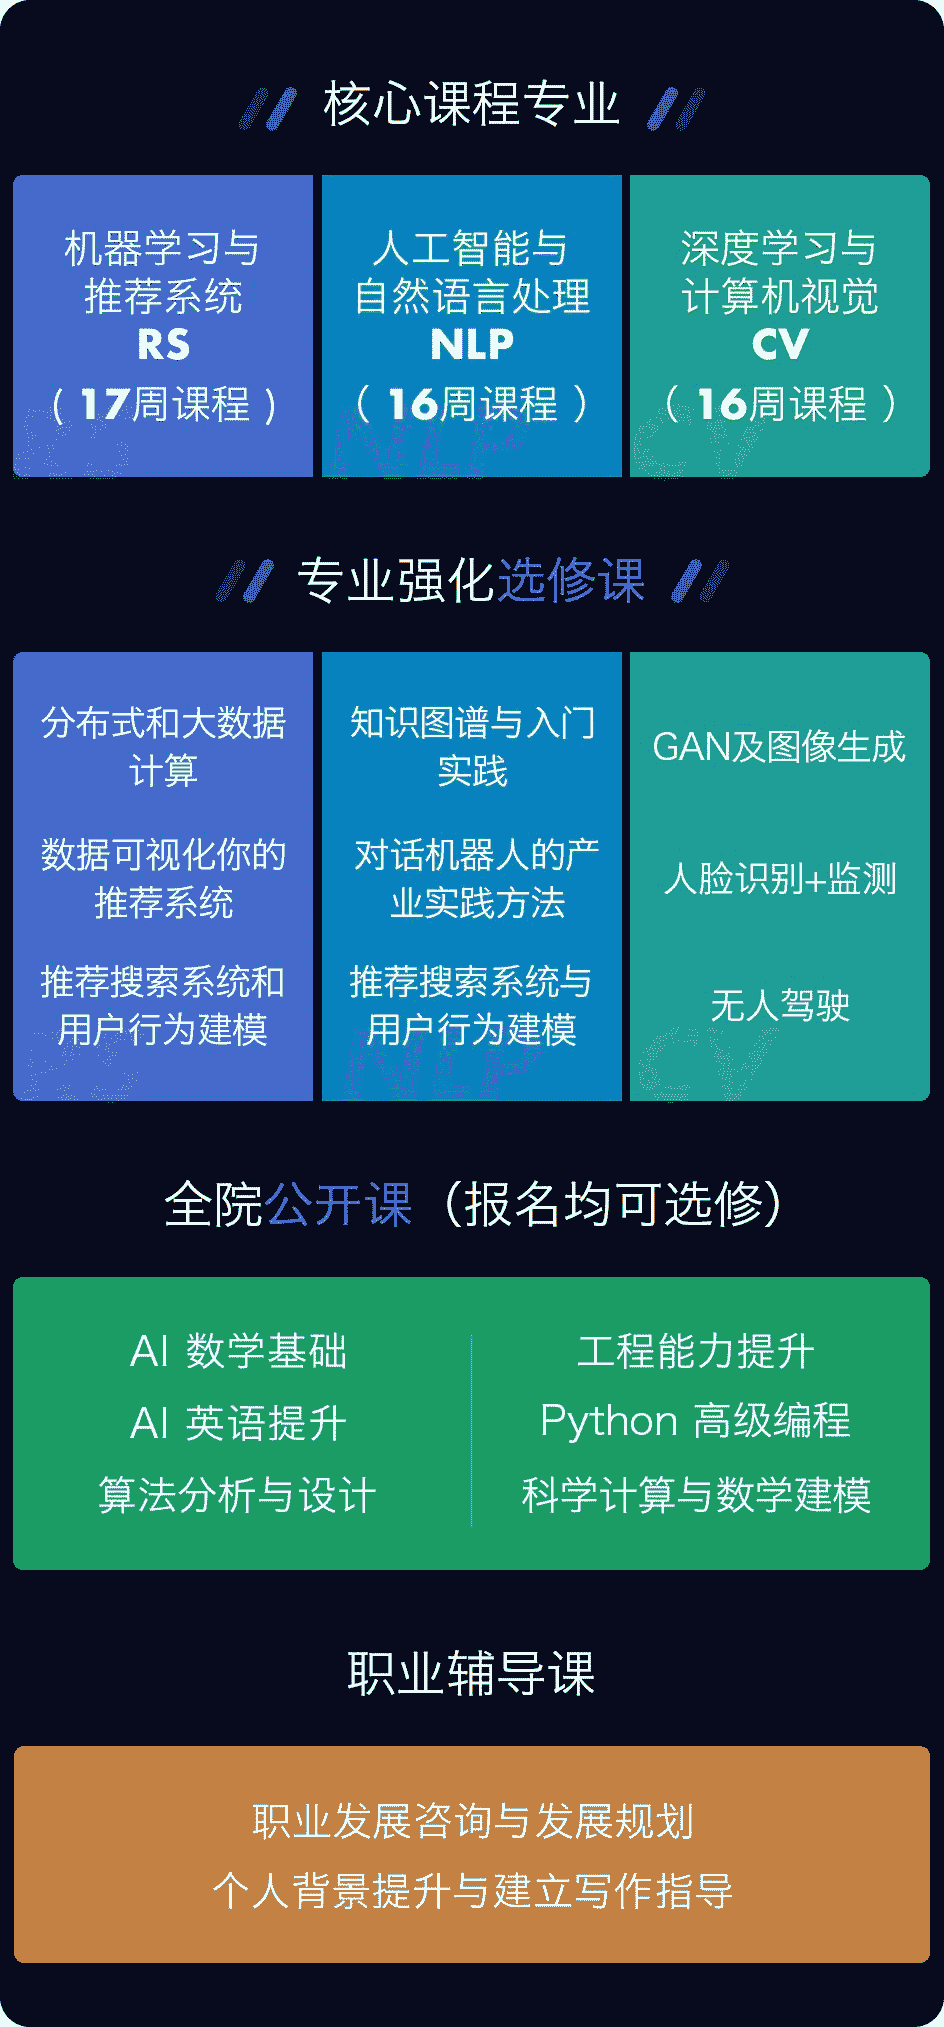 核心课程专业
机器学习与
推荐系统
RS
（17周课程）
人工智能与
自然语言处理
NLP
（16周课程）
深度学习与
计算机视觉
CV
（16周课程）
RS
NLP
CV
专业强化选修课
分布式和大数据
计算
数据可视化你的
推荐系统
推荐搜索系统和
用户行为建模
知识图谱与入门
实践
对话机器人的产
业实践方法
推荐搜索系统与
用户行为建模
GAN及图像生成
人脸识别+监测
无人驾驶
RS
NLP
CV
全院公开课（报名均可选修）
AI 数学基础
AI 英语提升
算法分析与设计
工程能力提升
Python 高级编程
科学计算与数学建模
职业辅导课
职业发展咨询与发展规划
个人背景提升与建立写作指导